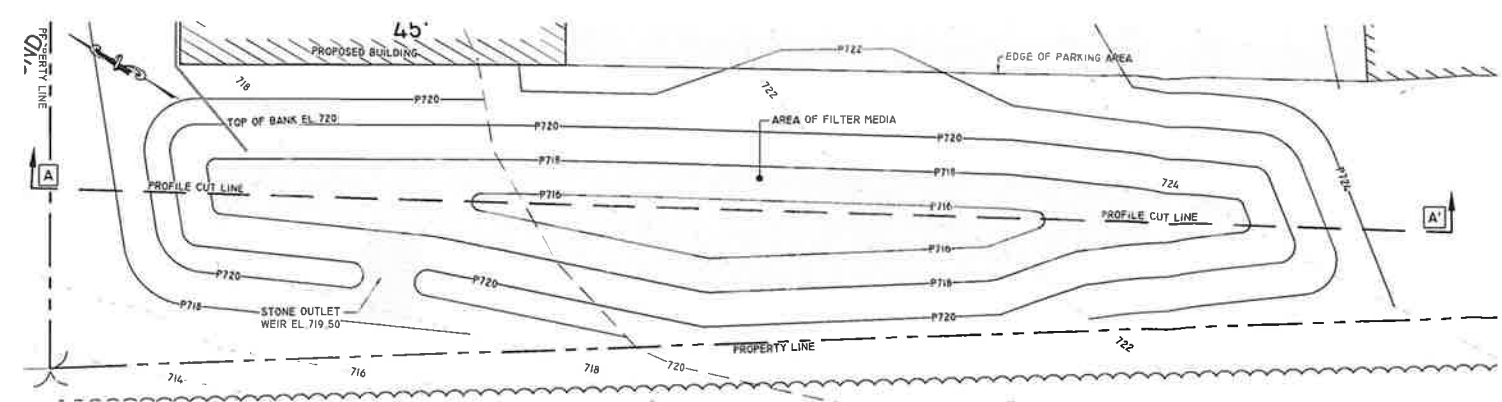 45'
PROPOSED BUILDING
PROPERTY LINE
718
P722
722
EDGE OF PARKING AREA
P720
TOP OF BANK EL. 720
P720
AREA OF FILTER MEDIA
P720
P718
P718
724
P724
A
PROFILE CUT LINE
P716
P716
PROFILE CUT LINE
A'
P716
P720
P720
P718
P718
STONE OUTLET
WEIR EL. 719.50
P720
PROPERTY LINE
722
714
716
718
720